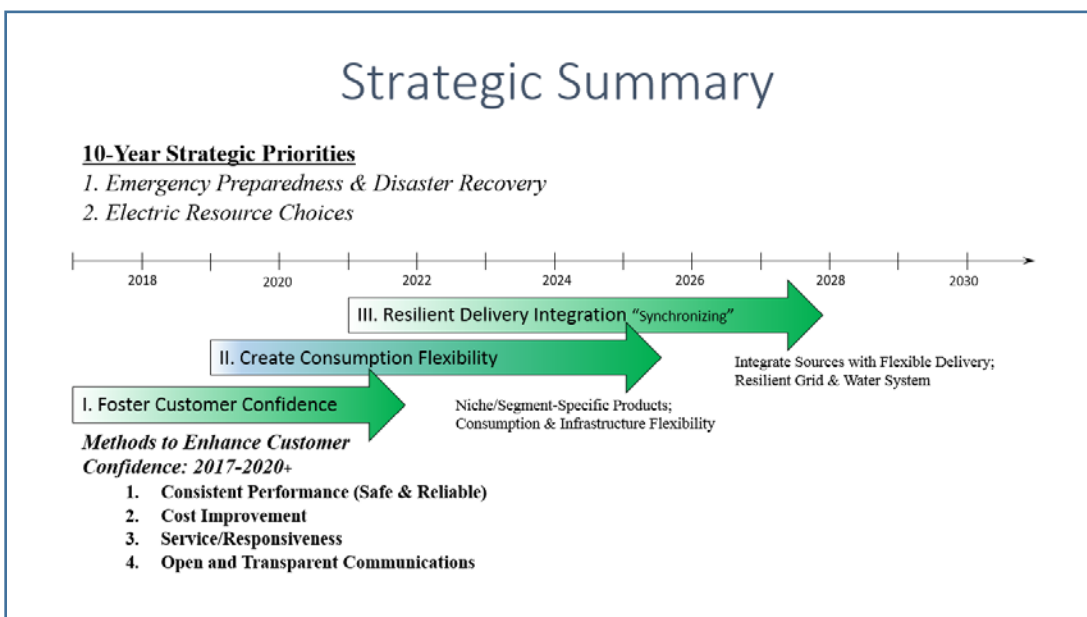 Strategic Summary
10-Year Strategic Priorities
1. Emergency Preparedness & Disaster Recovery
2. Electric Resource Choices
2018 2020 2022 2024 2026 2028 2030
III. Resilient Delivery Integration "Synchronizing"
Integrate Sources with Flexible Delivery;
Resilient Grid & Water System
II. Create Consumption Flexibility
Niche/Segment-Specific Products;
Consumption & Infrastructure Flexibility
I. Foster Customer Confidence
Methods to Enhance Customer
Confidence: 2017-2020+
1. Consistent Performance (Safe & Reliable)
2. Cost Improvement
3. Service/Responsiveness
4. Open and Transparent Communications